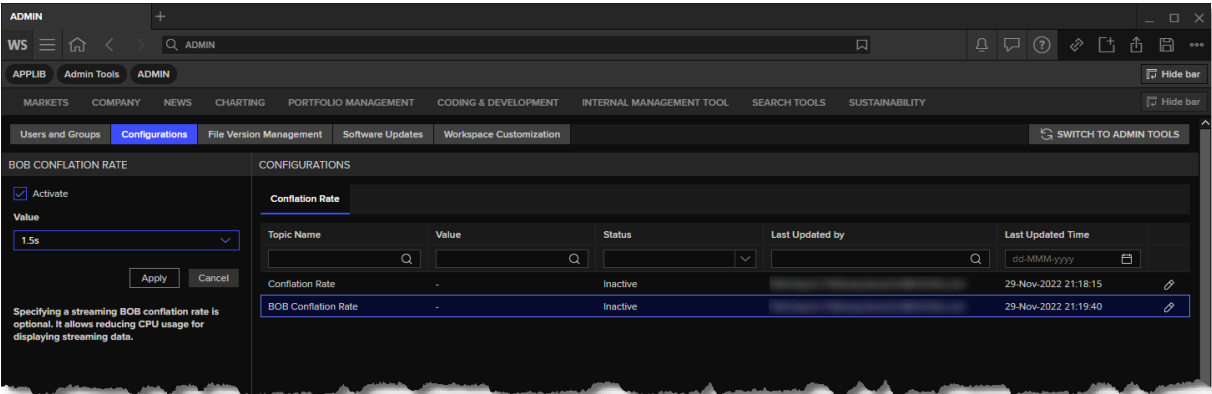 ADMIN
WS
ADMIN
APPLIB Admin Tools ADMIN Hide bar
MARKETS COMPANY NEWS CHARTING PORTFOLIO MANAGEMENT CODING & DEVELOPMENT INTERNAL MANAGEMENT TOOL SEARCH TOOLS SUSTAINABILITY Hide bar
Users and Groups Configurations File Version Management Software Updates Workspace Customization SWITCH TO ADMIN TOOLS
BOB CONFLATION RATE
Activate
Value
1.5s
Apply Cancel
Specifying a streaming BOB conflation rate is
optional. It allows reducing CPU usage for
displaying streaming data.
CONFIGURATIONS
Conflation Rate
Topic Name Value Status Last Updated by Last Updated Time
dd-MMM-yyyy
Conflation Rate - Inactive 29-Nov-2022 21:18:15
BOB Conflation Rate - Inactive 29-Nov-2022 21:19:40